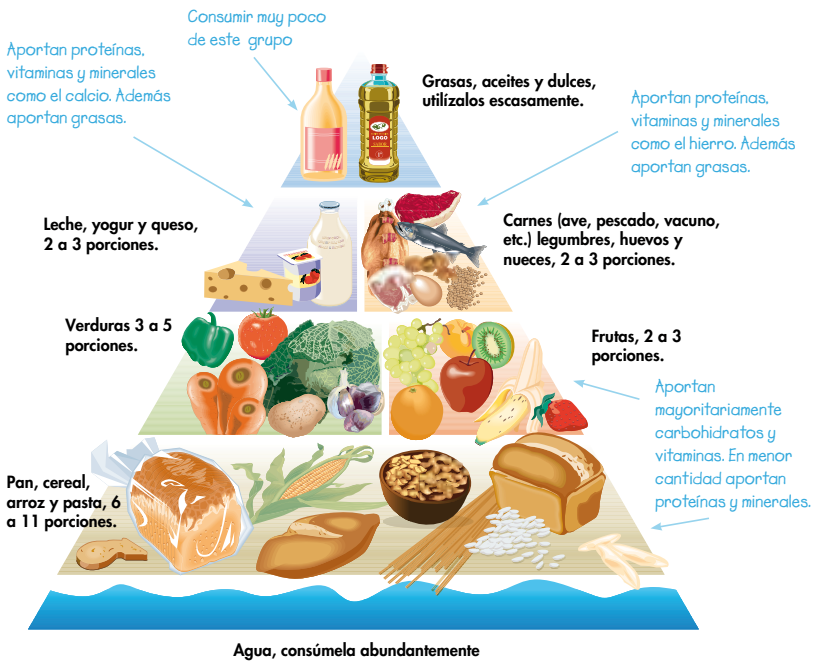 Consumir muy poco
de este grupo
Aportan proteínas,
vitaminas y minerales
como el calcio. Además
aportan grasas.
Grasas, aceites y dulces,
utilízalos escasamente.
Aportan proteínas,
vitaminas y minerales
como el hierro. Además
aportan grasas.
LOGO
Leche, yogur y queso,
2 a 3 porciones.
Carnes (ave, pescado, vacuno,
etc.) legumbres, huevos y
nueces, 2 a 3 porciones.
Verduras 3 a 5
porciones.
Frutas, 2 a 3
porciones.
Aportan
mayoritariamente
carbohidratos y
vitaminas. En menor
cantidad aportan
proteínas y minerales.
Pan, cereal,
arroz y pasta, 6
a 11 porciones.
Agua, consúmela abundantemente